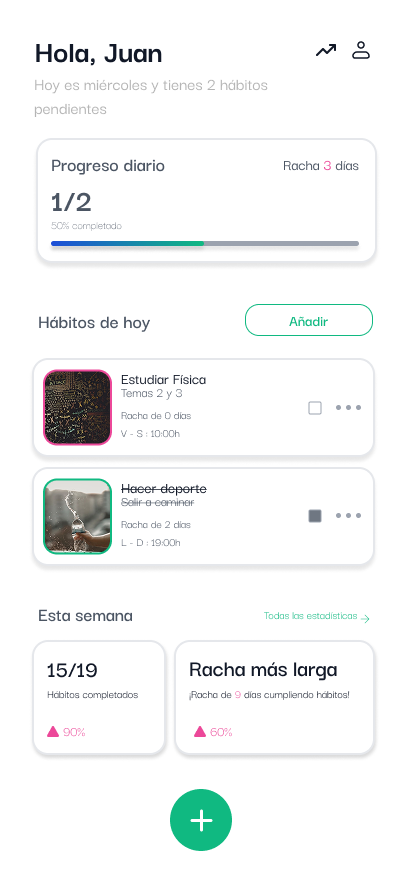 Hola, Juan
Hoy es miércoles y tienes 2 hábitos
pendientes
Progreso diario
Racha 3 días
1/2
50% completado
Hábitos de hoy
Añadir
Estudiar Física
Temas 2 y 3
Racha de 0 días
V - S : 10:00h
Hacer deporte
Salir a caminar
Racha de 2 días
L - D : 19:00h
Esta semana
Todas las estadísticas
15/19
Hábitos completados
90%
Racha más larga
¡Racha de 9 días cumpliendo hábitos!
60%